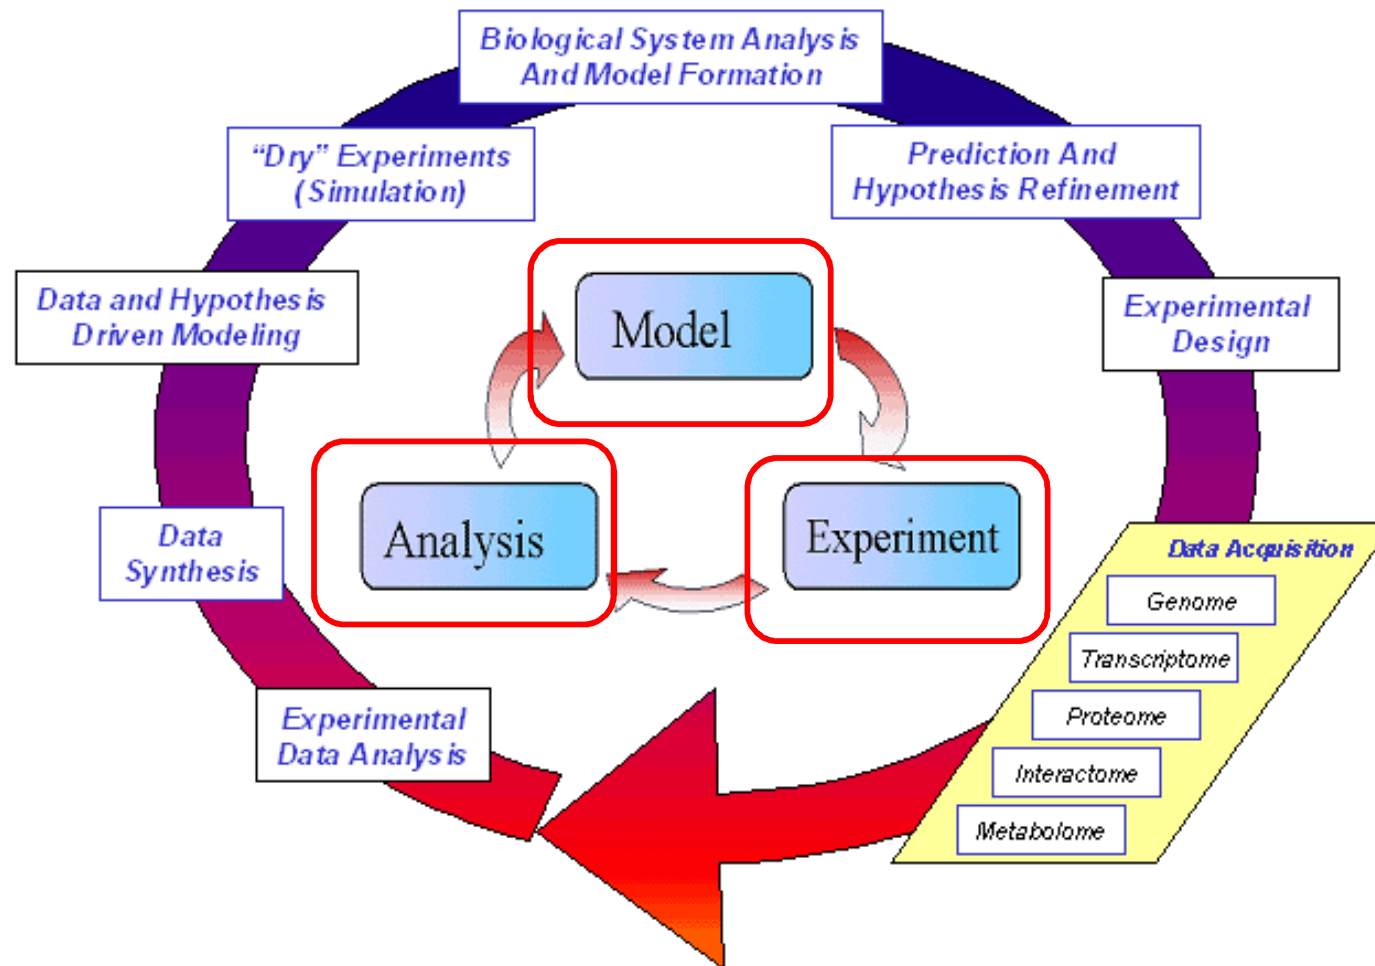 Biological System Analysis
And Model Formation
“Dry” Experiments
(Simulation)
Prediction And
Hypothesis Refinement
Data and Hypothesis
Driven Modeling
Experimental
Design
Model
Analysis
Experiment
Data
Synthesis
Data Acquisition
Genome
Transcriptome
Proteome
Interactome
Metabolome
Experimental
Data Analysis